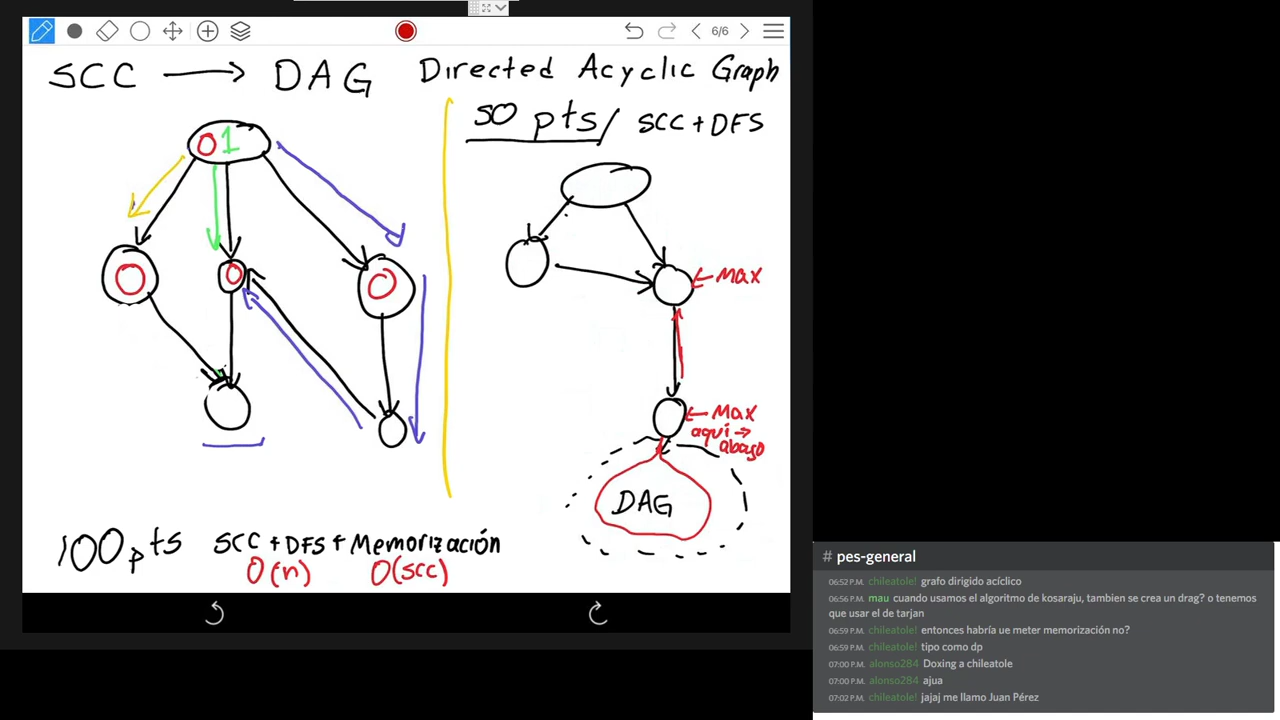 6/6
SCC → DAG Directed Acyclic Graph
50 pts / SCC + DFS
0 1
0 0 0
← Max
← Max
aquí →
abajo
DAG
100 pts SCC + DFS + Memorización
O(n) O(scc)
# pes-general
06:52 P.M. chileatole! grafo dirigido acíclico
06:56 P.M. mau cuando usamos el algoritmo de kosaraju, tambien se crea un drag? o tenemos
que usar el de tarjan
06:59 P.M. chileatole! entonces habría ue meter memorización no?
06:59 P.M. chileatole! tipo como dp
07:00 P.M. alonso284 Doxing a chileatole
07:00 P.M. alonso284 ajua
07:02 P.M. chileatole! jajaj me llamo Juan Pérez